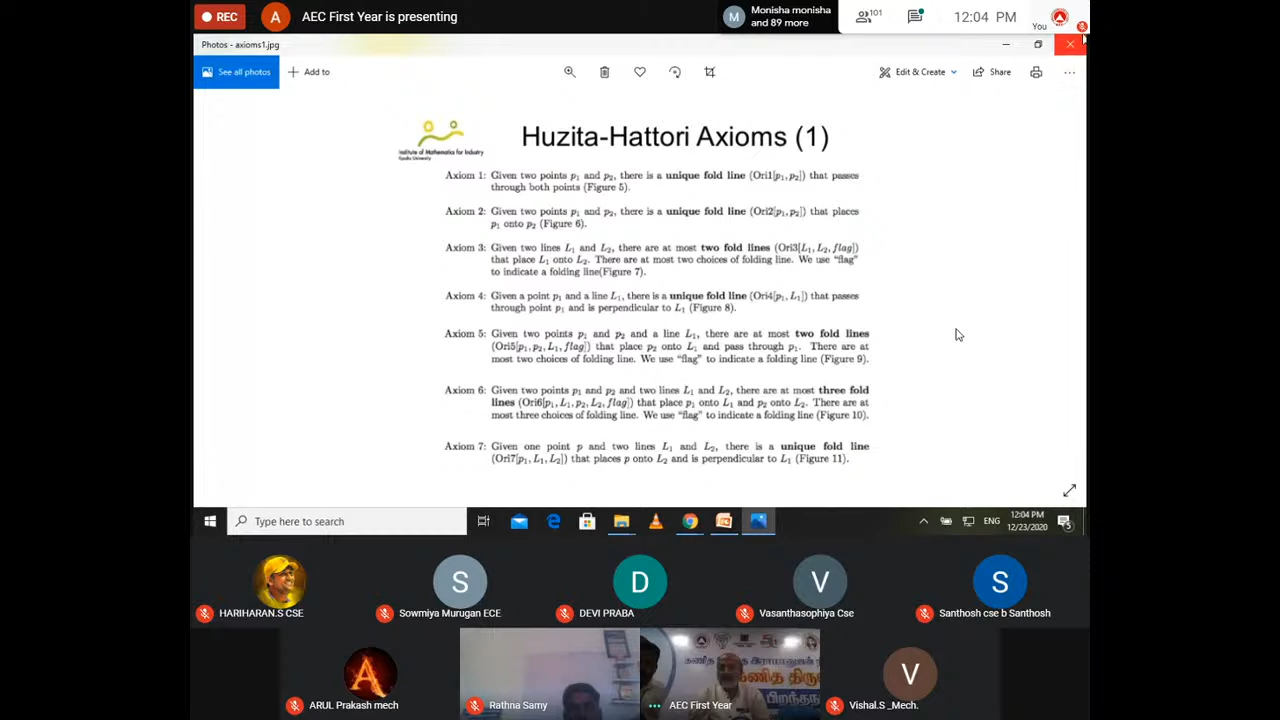 REC
A
AEC First Year is presenting
M
Monisha monisha
and 89 more
101
12:04 PM
You
Photos - axioms1.jpg
See all photos
Add to
Edit & Create
Share
Institute of Mathematics for Industry
Kyushu University
Huzita-Hattori Axioms (1)
Axiom 1: Given two points p₁ and p₂, there is a unique fold line (Ori1[p₁,p₂]) that passes
through both points (Figure 5).
Axiom 2: Given two points p₁ and p₂, there is a unique fold line (Ori2[p₁,p₂]) that places
p₁ onto p₂ (Figure 6).
Axiom 3: Given two lines L₁ and L₂, there are at most two fold lines (Ori3[L₁, L₂, flag])
that place L₁ onto L₂. There are at most two choices of folding line. We use "flag"
to indicate a folding line(Figure 7).
Axiom 4: Given a point p₁ and a line L₁, there is a unique fold line (Ori4[p₁, L₁]) that passes
through point p₁ and is perpendicular to L₁ (Figure 8).
Axiom 5: Given two points p₁ and p₂ and a line L₁, there are at most two fold lines
(Ori5[p₁, p₂, L₁, flag]) that place p₂ onto L₁ and pass through p₁. There are at
most two choices of folding line. We use "flag" to indicate a folding line (Figure 9).
Axiom 6: Given two points p₁ and p₂ and two lines L₁ and L₂, there are at most three fold
lines (Ori6[p₁, L₁, p₂, L₂, flag]) that place p₁ onto L₁ and p₂ onto L₂. There are at
most three choices of folding line. We use "flag" to indicate a folding line (Figure 10).
Axiom 7: Given one point p and two lines L₁ and L₂, there is a unique fold line
(Ori7[p₁, L₁, L₂]) that places p onto L₂ and is perpendicular to L₁ (Figure 11).
Type here to search
ENG
12:04 PM
12/23/2020
5
S
D
V
S
HARIHARAN.S CSE
Sowmiya Murugan ECE
DEVI PRABA
Vasanthasophiya Cse
Santhosh cse b Santhosh
கணித
இராமானுஜன்
கணித திரு
பிறந்தநா
A
V
ARUL Prakash mech
Rathna Samy
AEC First Year
Vishal.S _Mech.